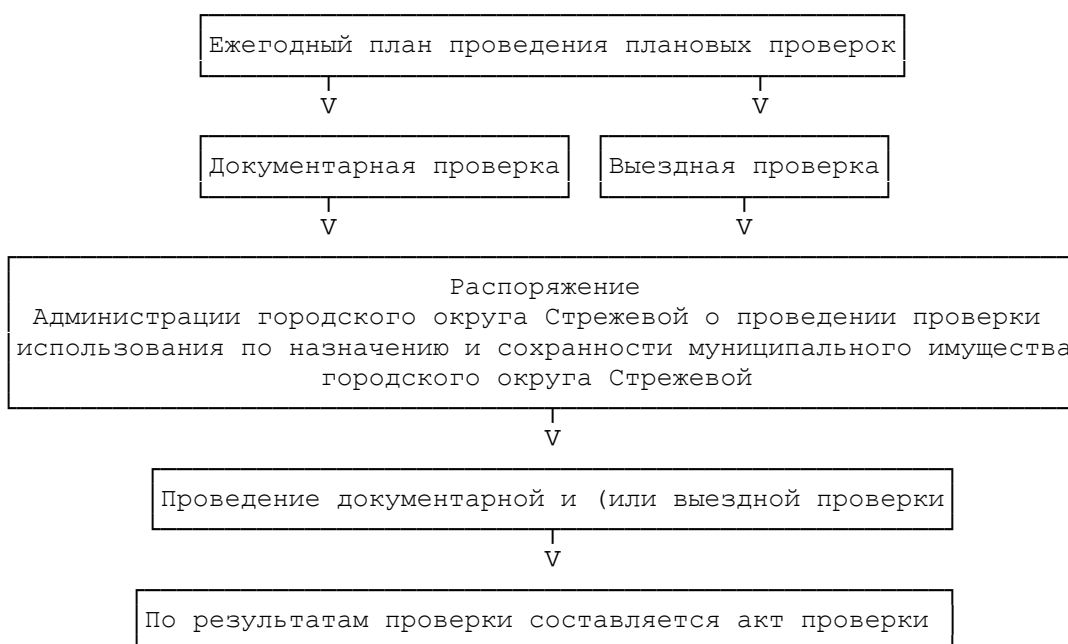 Ежегодный план проведения плановых проверок
V V
Документарная проверка Выездная проверка
V V
Распоряжение
Администрации городского округа Стрежевой о проведении проверки
использования по назначению и сохранности муниципального имущества
городского округа Стрежевой
V
Проведение документарной и (или выездной проверки
V
По результатам проверки составляется акт проверки